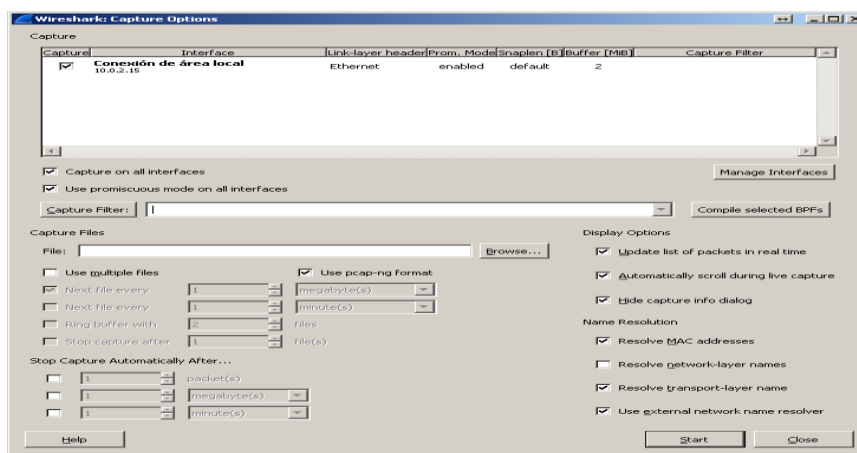 Wireshark: Capture Options
Capture
Capture Interface Link-layer header Prom. Mode Snaplen [B] Buffer [MiB] Capture Filter
Conexión de área local Ethernet enabled default 2
10.0.2.15
Capture on all interfaces Manage Interfaces
Use promiscuous mode on all interfaces
Capture Filter: Compile selected BPFs
Capture Files Display Options
File: Browse... Update list of packets in real time
Use multiple files Use pcap-ng format Automatically scroll during live capture
Next file every 1 megabyte(s)
Next file every 1 minute(s) Hide capture info dialog
Ring buffer with 2 files Name Resolution
Stop capture after 1 file(s) Resolve MAC addresses
Stop Capture Automatically After... Resolve network-layer names
1 packet(s)
1 megabyte(s) Resolve transport-layer name
1 minute(s) Use external network name resolver
Help Start Close